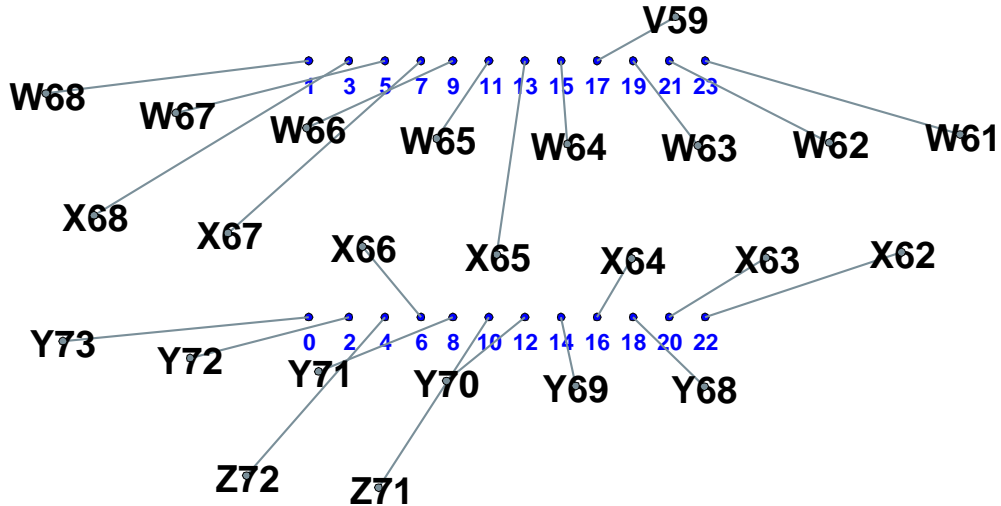 V59
1 3 5 7 9 11 13 15 17 19 21 23
W68 W67 W66 W65 W64 W63 W62 W61
X68 X67 X66 X65 X64 X63 X62
0 2 4 6 8 10 12 14 16 18 20 22
Y73 Y72 Y71 Y70 Y69 Y68
Z72 Z71